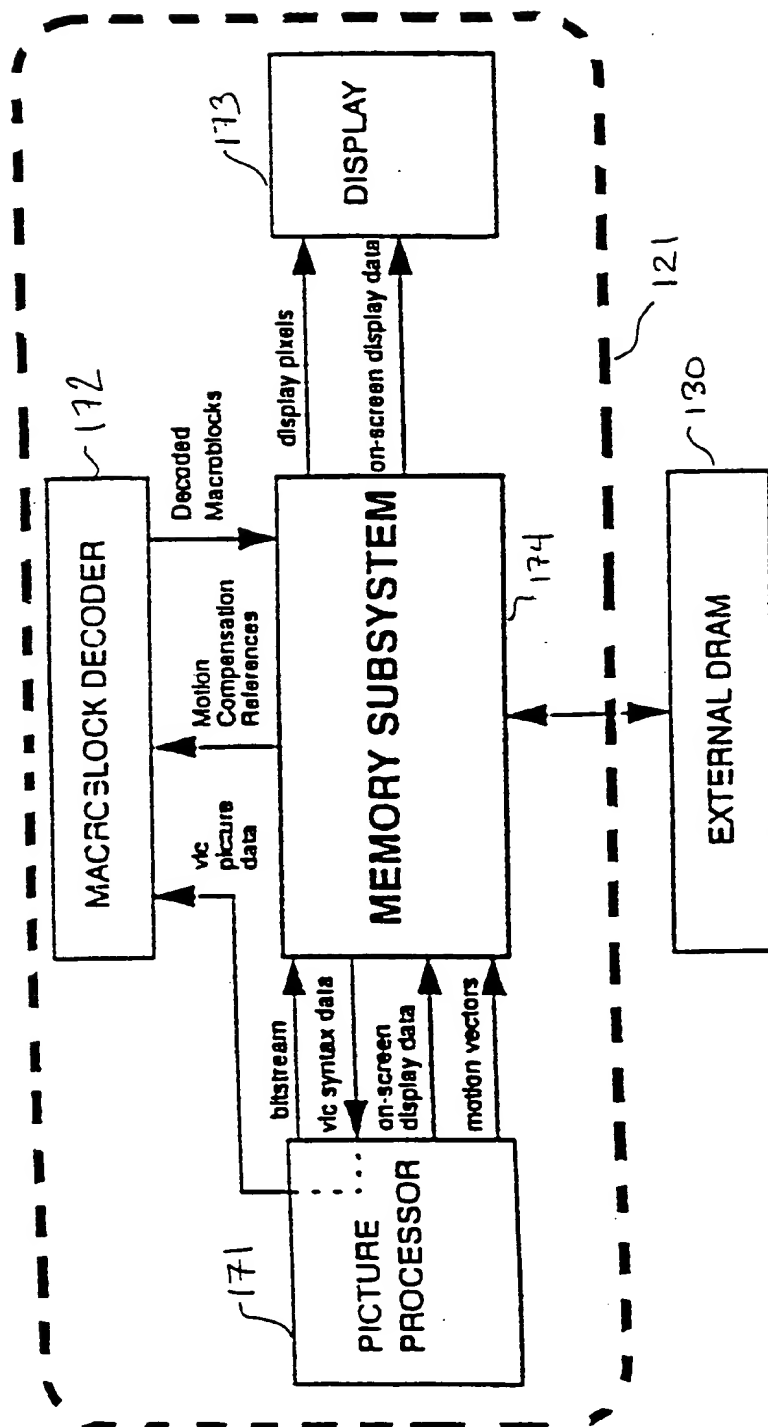 172
MACROBLOCK DECODER
173
DISPLAY
vlc
picture
data
Motion
Compensation
References
Decoded
Macroblocks
171
PICTURE
PROCESSOR
bitstream
vlc syntax data
on-screen
display data
motion vectors
MEMORY SUBSYSTEM
174
display pixels
on-screen display data
121
130
EXTERNAL DRAM